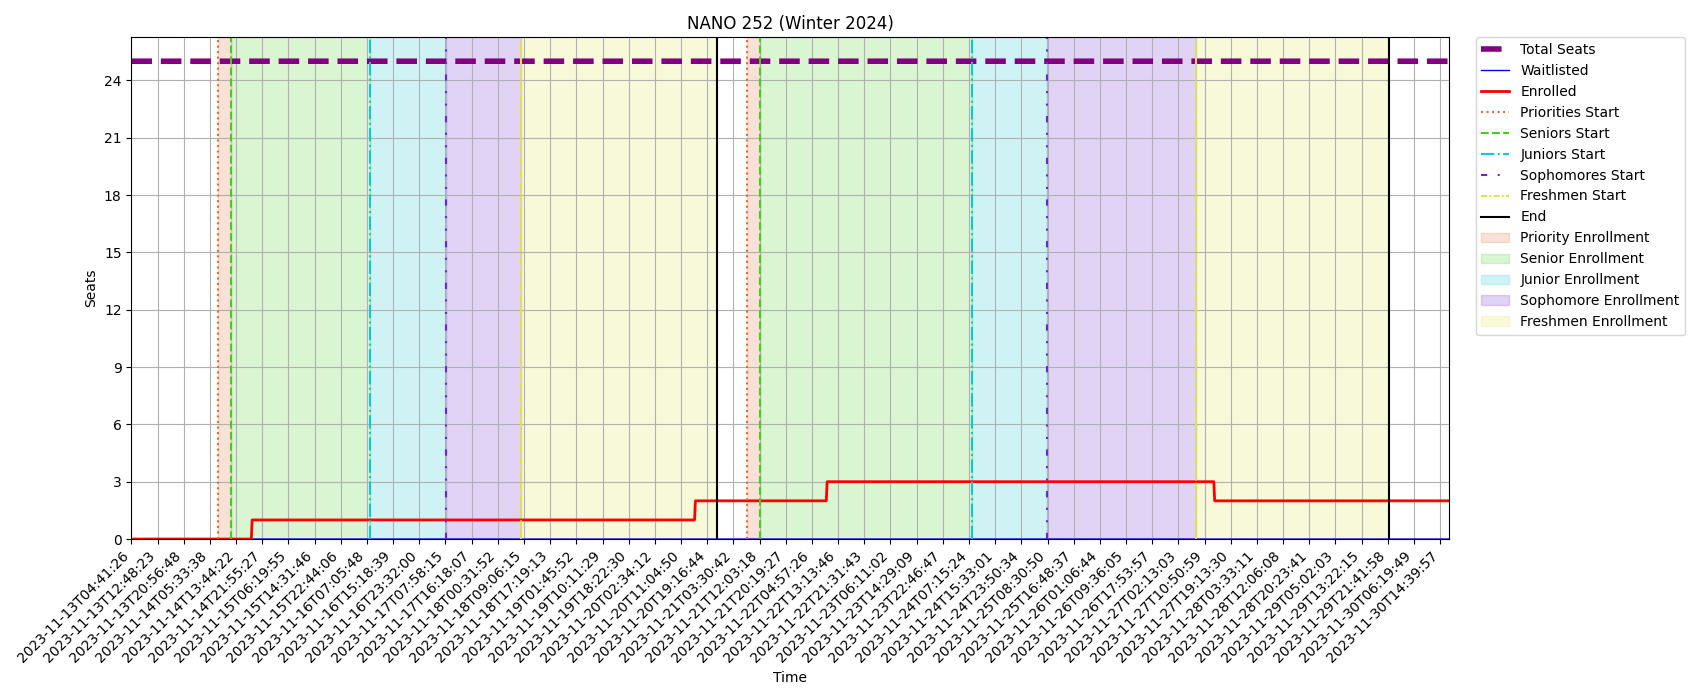 NANO 252 (Winter 2024)
Total Seats
Waitlisted
Enrolled
Priorities Start
Seniors Start
Juniors Start
Sophomores Start
Freshmen Start
End
Priority Enrollment
Senior Enrollment
Junior Enrollment
Sophomore Enrollment
Freshmen Enrollment
Seats
24
21
18
15
12
9
6
3
0
2023-11-13T04:41:26
2023-11-13T12:48:23
2023-11-13T20:56:48
2023-11-14T05:33:38
2023-11-14T13:44:22
2023-11-14T21:55:27
2023-11-15T06:19:55
2023-11-15T14:31:46
2023-11-15T22:44:06
2023-11-16T07:05:48
2023-11-16T15:18:39
2023-11-16T23:32:00
2023-11-17T07:58:15
2023-11-17T16:18:07
2023-11-18T00:31:52
2023-11-18T09:06:15
2023-11-18T17:19:13
2023-11-19T01:45:52
2023-11-19T10:11:29
2023-11-19T18:22:30
2023-11-20T02:34:12
2023-11-20T11:04:50
2023-11-20T19:16:44
2023-11-21T03:30:42
2023-11-21T12:03:18
2023-11-21T20:19:27
2023-11-22T04:57:26
2023-11-22T13:13:46
2023-11-22T21:31:43
2023-11-23T06:11:02
2023-11-23T14:29:09
2023-11-23T22:46:47
2023-11-24T07:15:24
2023-11-24T15:33:01
2023-11-24T23:50:34
2023-11-25T08:30:50
2023-11-25T16:48:37
2023-11-26T01:06:44
2023-11-26T09:36:05
2023-11-26T17:53:57
2023-11-27T02:13:03
2023-11-27T10:50:59
2023-11-27T19:13:30
2023-11-28T03:33:11
2023-11-28T12:06:08
2023-11-28T20:23:41
2023-11-29T05:02:03
2023-11-29T13:22:15
2023-11-29T21:41:58
2023-11-30T06:19:49
2023-11-30T14:39:57
Time